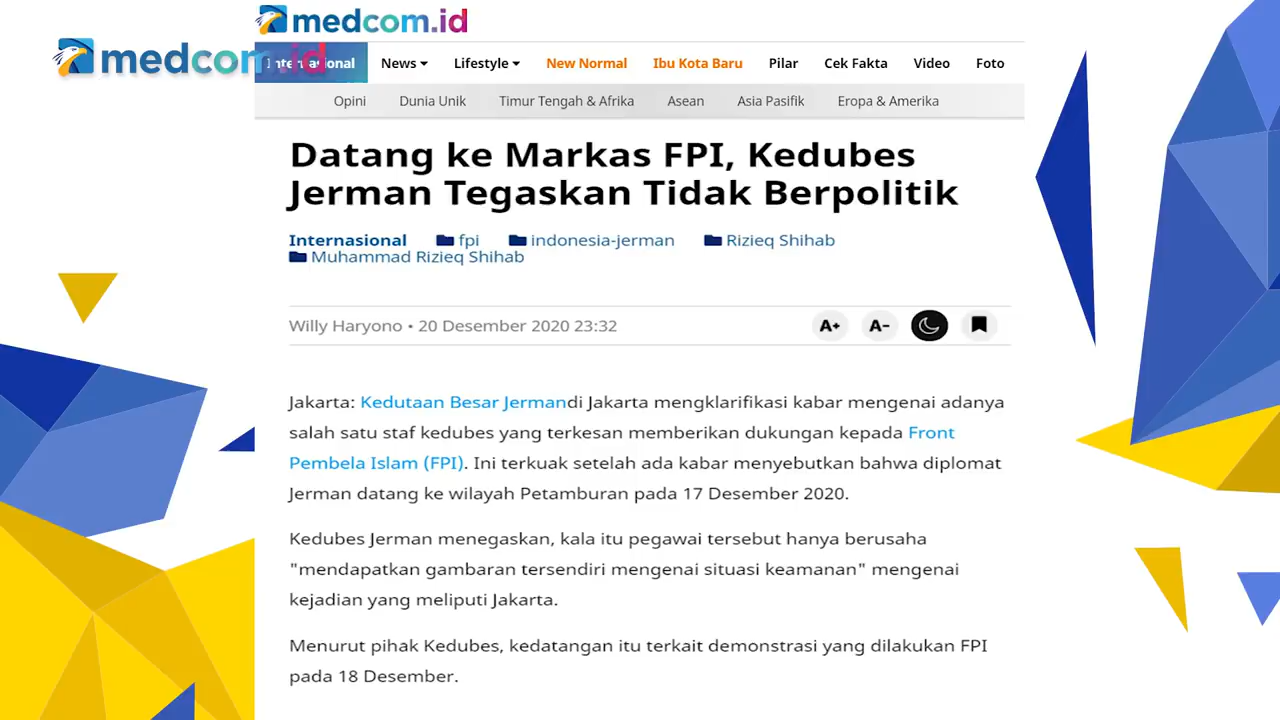 medcom.id
medcom.id
Internasional News Lifestyle New Normal Ibu Kota Baru Pilar Cek Fakta Video Foto
Opini Dunia Unik Timur Tengah & Afrika Asean Asia Pasifik Eropa & Amerika
Datang ke Markas FPI, Kedubes
Jerman Tegaskan Tidak Berpolitik
Internasional fpi indonesia-jerman Rizieq Shihab
Muhammad Rizieq Shihab
Willy Haryono • 20 Desember 2020 23:32 A+ A-
Jakarta: Kedutaan Besar Jermandi Jakarta mengklarifikasi kabar mengenai adanya
salah satu staf kedubes yang terkesan memberikan dukungan kepada Front
Pembela Islam (FPI). Ini terkuak setelah ada kabar menyebutkan bahwa diplomat
Jerman datang ke wilayah Petamburan pada 17 Desember 2020.
Kedubes Jerman menegaskan, kala itu pegawai tersebut hanya berusaha
"mendapatkan gambaran tersendiri mengenai situasi keamanan" mengenai
kejadian yang meliputi Jakarta.
Menurut pihak Kedubes, kedatangan itu terkait demonstrasi yang dilakukan FPI
pada 18 Desember.